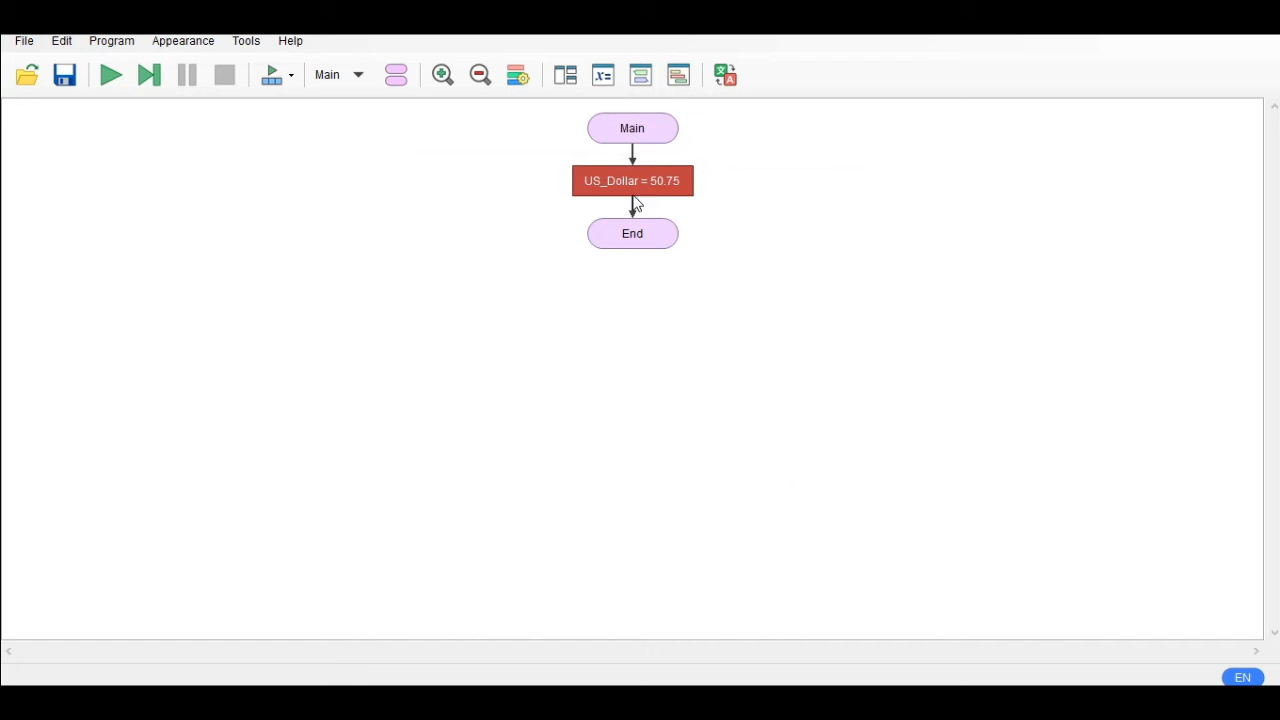 File Edit Program Appearance Tools Help
Main
Main
US_Dollar = 50.75
End
EN